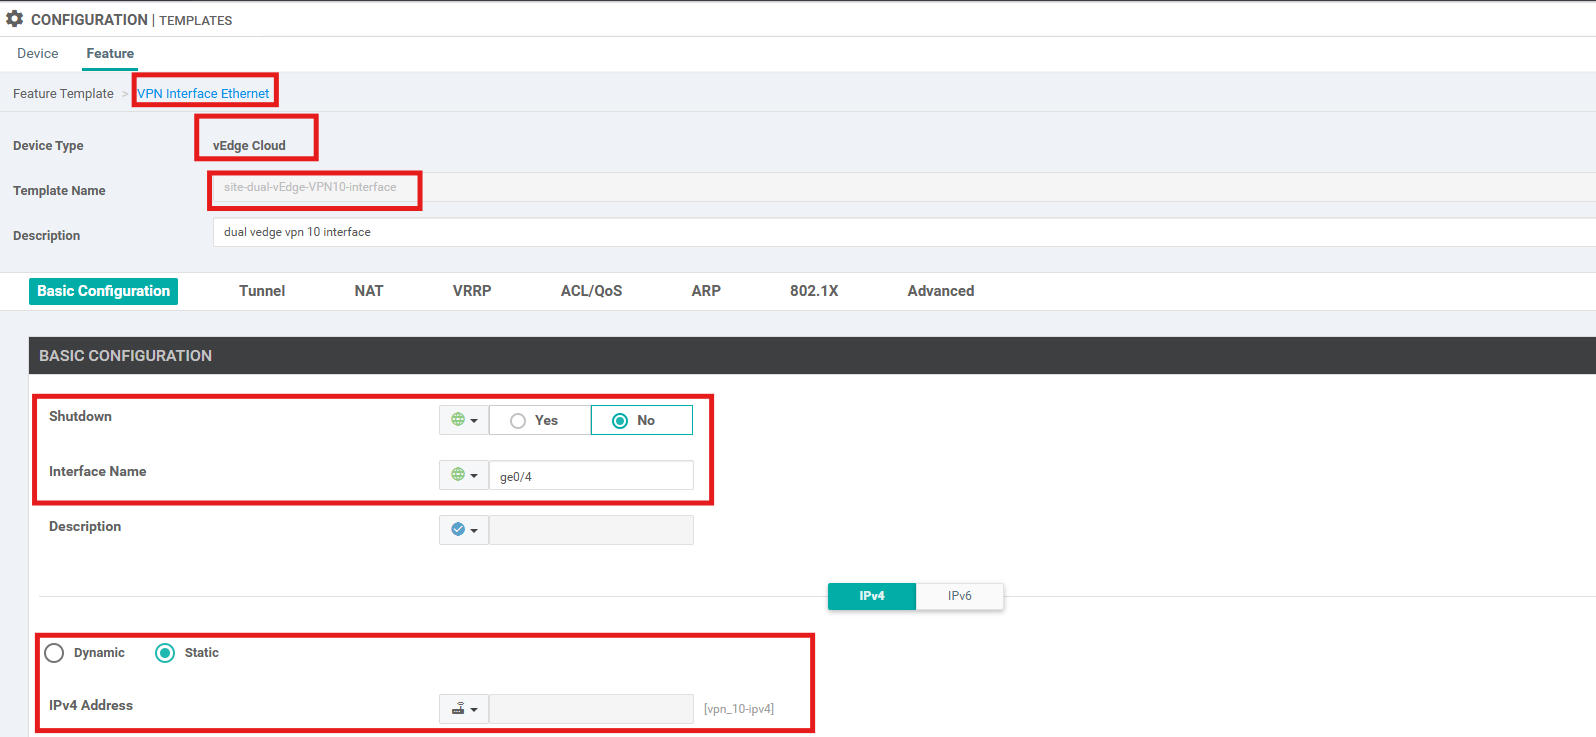 CONFIGURATION | TEMPLATES
Device Feature
Feature Template > VPN Interface Ethernet
Device Type vEdge Cloud
Template Name site-dual-vEdge-VPN10-interface
Description dual vedge vpn 10 interface
Basic Configuration Tunnel NAT VRRP ACL/QoS ARP 802.1X Advanced
BASIC CONFIGURATION
Shutdown Yes No
Interface Name ge0/4
Description
IPv4 IPv6
Dynamic Static
IPv4 Address [vpn_10-ipv4]